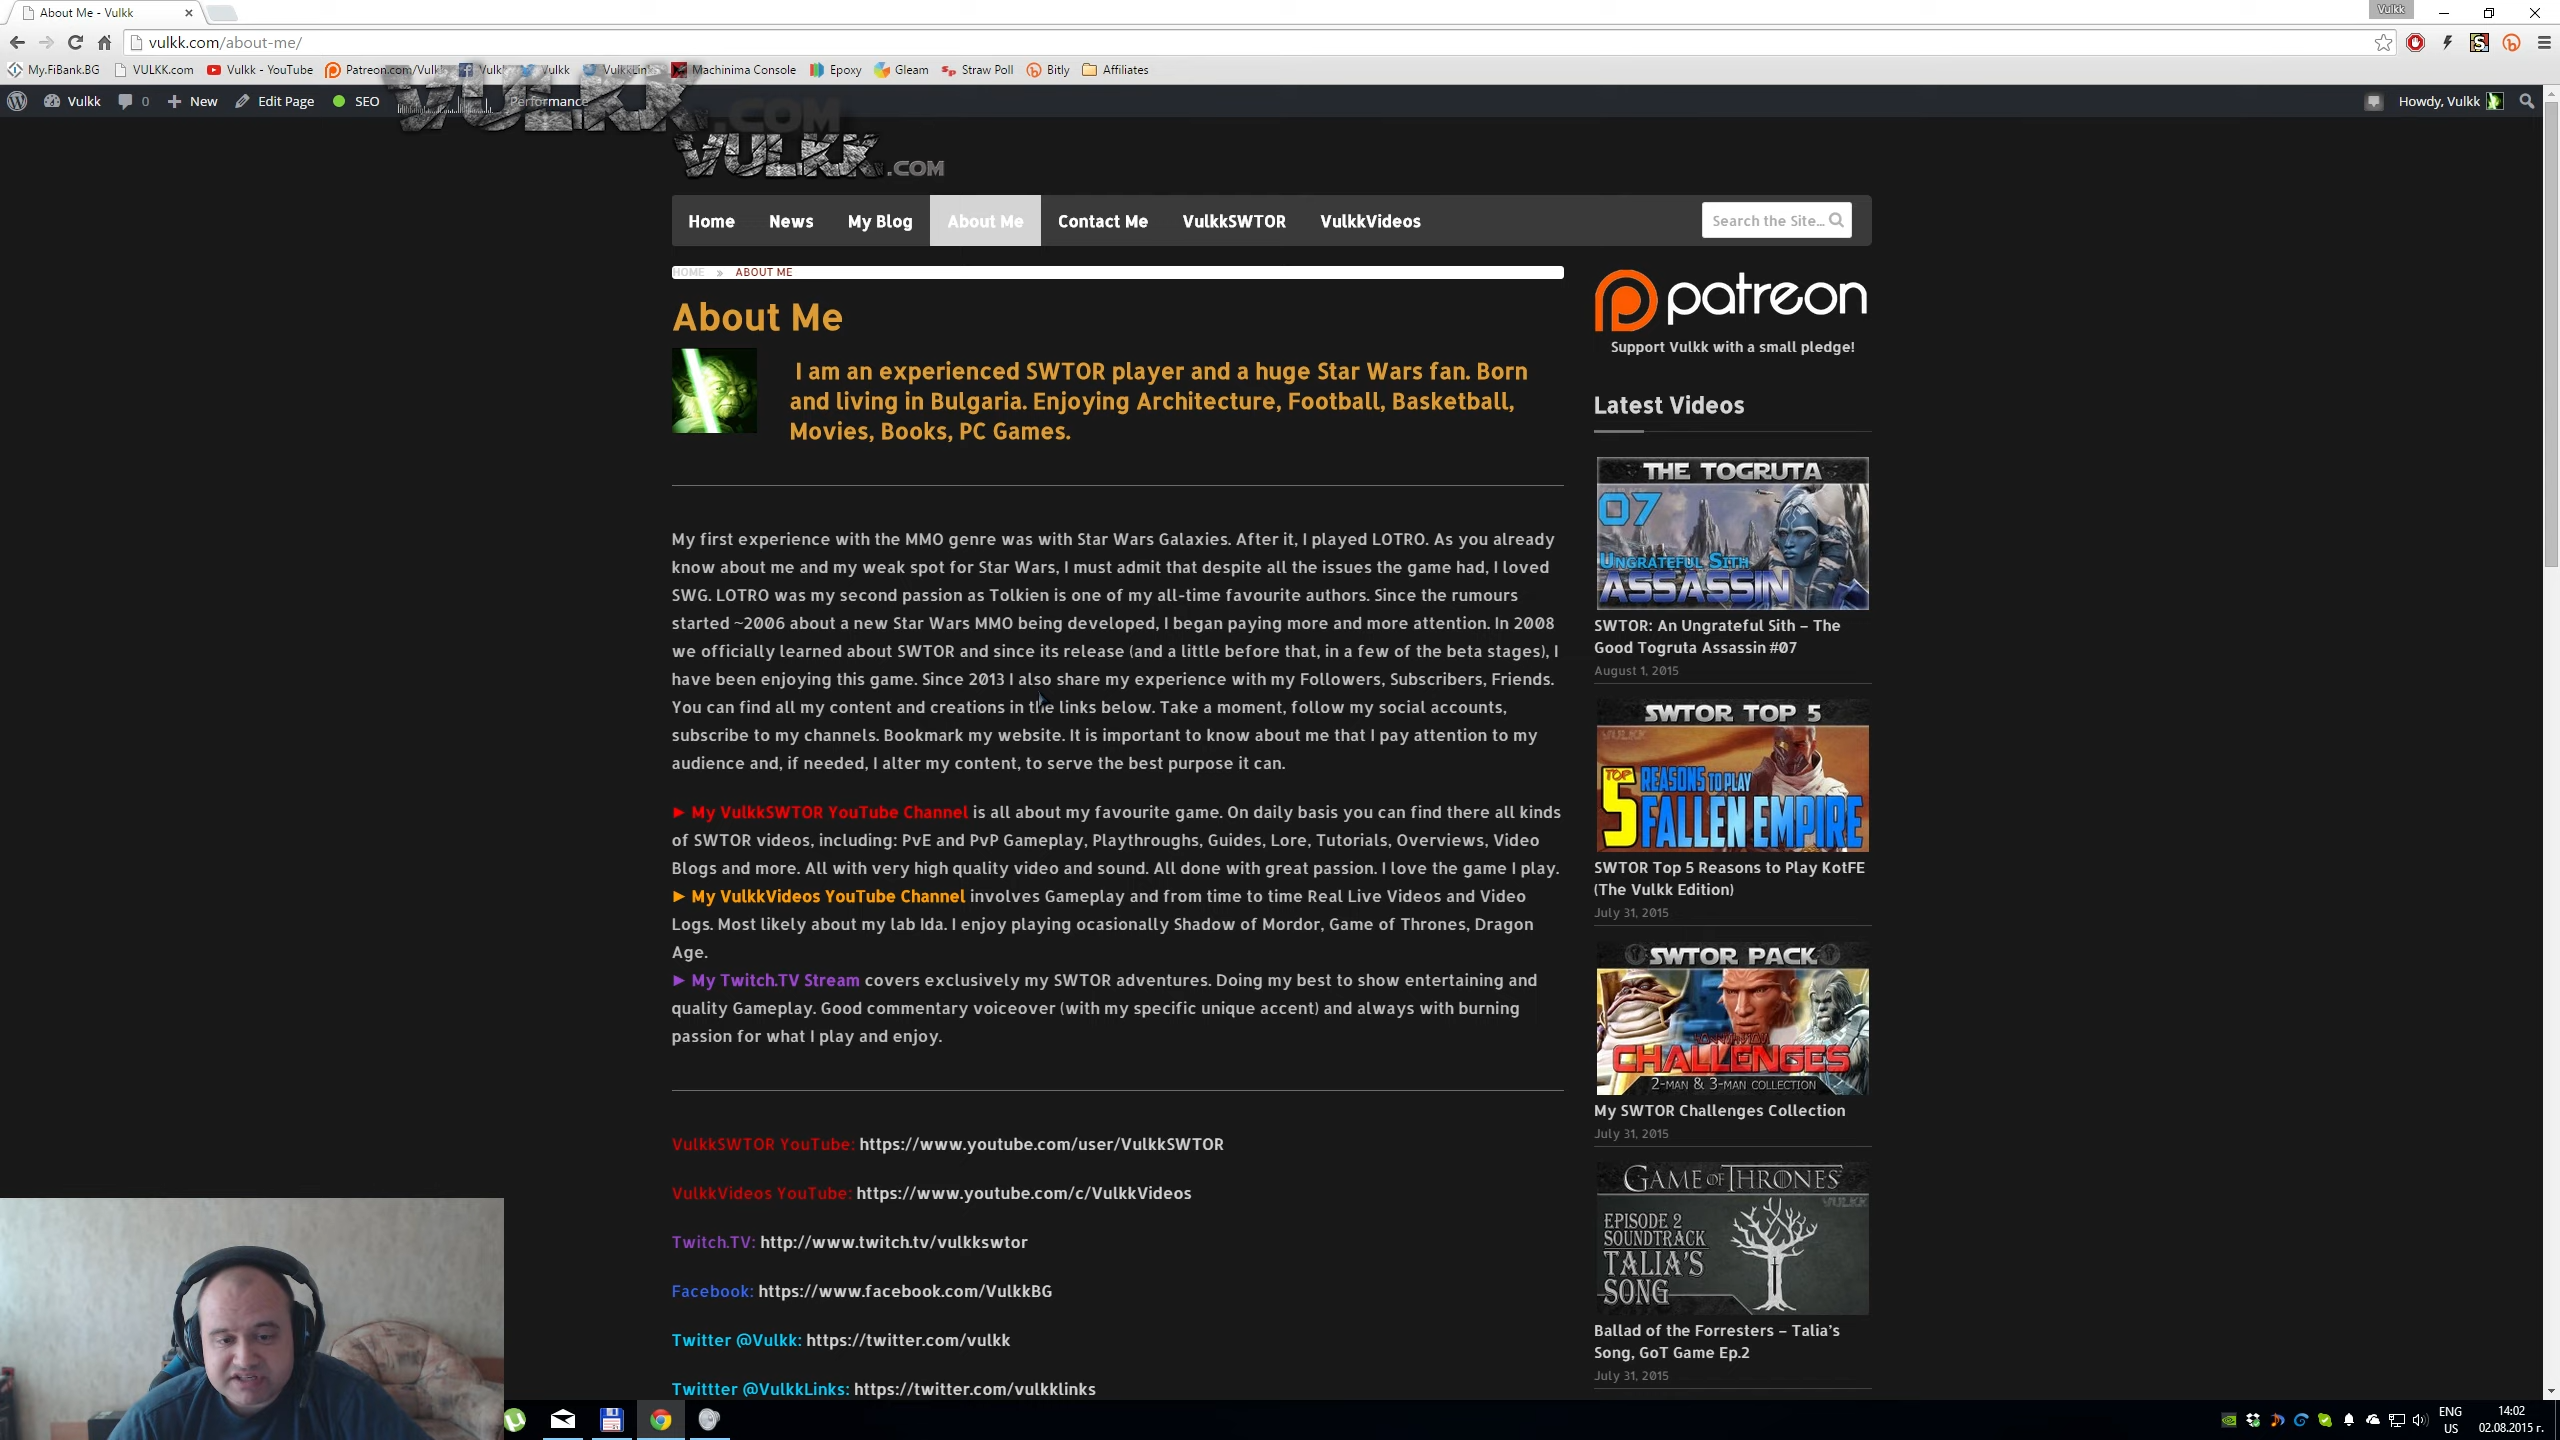 About Me - Vulkk
Vulkk
vulkk.com/about-me/
My.FiBank.BG VULKK.com Vulkk - YouTube Patreon.com/Vulk Vulk Vulkk VulkkLin Machinima Console Epoxy Gleam Straw Poll Bitly Affiliates
Vulkk 0 New Edit Page SEO Performance Howdy, Vulkk
VULKK.COM
VULKK.COM
Home News My Blog About Me Contact Me VulkkSWTOR VulkkVideos Search the Site...
HOME » ABOUT ME
About Me
I am an experienced SWTOR player and a huge Star Wars fan. Born
and living in Bulgaria. Enjoying Architecture, Football, Basketball,
Movies, Books, PC Games.
My first experience with the MMO genre was with Star Wars Galaxies. After it, I played LOTRO. As you already
know about me and my weak spot for Star Wars, I must admit that despite all the issues the game had, I loved
SWG. LOTRO was my second passion as Tolkien is one of my all-time favourite authors. Since the rumours
started ~2006 about a new Star Wars MMO being developed, I began paying more and more attention. In 2008
we officially learned about SWTOR and since its release (and a little before that, in a few of the beta stages), I
have been enjoying this game. Since 2013 I also share my experience with my Followers, Subscribers, Friends.
You can find all my content and creations in the links below. Take a moment, follow my social accounts,
subscribe to my channels. Bookmark my website. It is important to know about me that I pay attention to my
audience and, if needed, I alter my content, to serve the best purpose it can.
► My VulkkSWTOR YouTube Channel is all about my favourite game. On daily basis you can find there all kinds
of SWTOR videos, including: PvE and PvP Gameplay, Playthroughs, Guides, Lore, Tutorials, Overviews, Video
Blogs and more. All with very high quality video and sound. All done with great passion. I love the game I play.
► My VulkkVideos YouTube Channel involves Gameplay and from time to time Real Live Videos and Video
Logs. Most likely about my lab Ida. I enjoy playing ocasionally Shadow of Mordor, Game of Thrones, Dragon
Age.
► My Twitch.TV Stream covers exclusively my SWTOR adventures. Doing my best to show entertaining and
quality Gameplay. Good commentary voiceover (with my specific unique accent) and always with burning
passion for what I play and enjoy.
VulkkSWTOR YouTube: https://www.youtube.com/user/VulkkSWTOR
VulkkVideos YouTube: https://www.youtube.com/c/VulkkVideos
Twitch.TV: http://www.twitch.tv/vulkkswtor
Facebook: https://www.facebook.com/VulkkBG
Twitter @Vulkk: https://twitter.com/vulkk
Twittter @VulkkLinks: https://twitter.com/vulkklinks
patreon
Support Vulkk with a small pledge!
Latest Videos
THE TOGRUTA
07
UNGRATEFUL SITH
ASSASSIN
SWTOR: An Ungrateful Sith – The
Good Togruta Assassin #07
August 1, 2015
SWTOR TOP 5
VULKK
TOP
5
REASONS TO PLAY
FALLEN EMPIRE
SWTOR Top 5 Reasons to Play KotFE
(The Vulkk Edition)
July 31, 2015
SWTOR PACK
CHALLENGES
2-MAN & 3-MAN COLLECTION
My SWTOR Challenges Collection
July 31, 2015
GAME OF THRONES
VULKK
EPISODE 2
SOUNDTRACK
TALIA'S
SONG
Ballad of the Forresters – Talia's
Song, GoT Game Ep.2
July 31, 2015
ENG
US
14:02
02.08.2015 г.